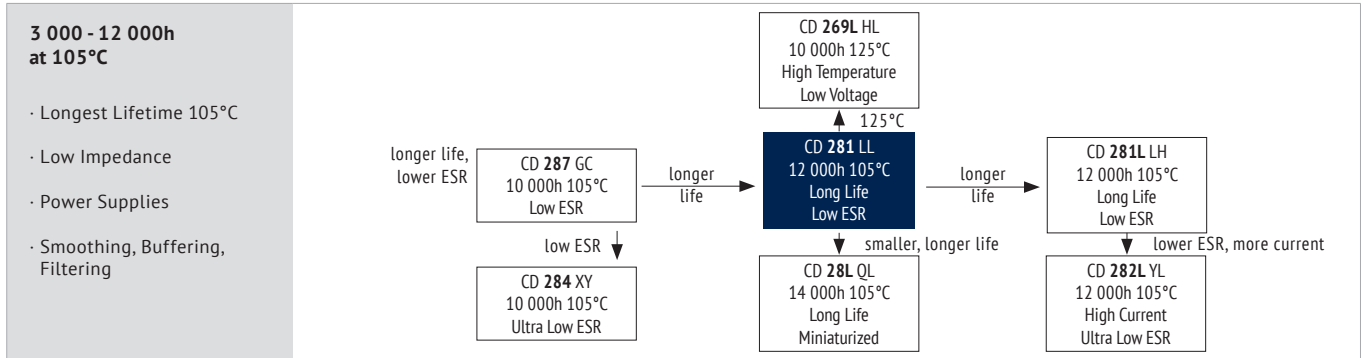 3 000 - 12 000h
at 105°C
· Longest Lifetime 105°C
· Low Impedance
· Power Supplies
· Smoothing, Buffering,
Filtering
longer life,
lower ESR
CD 287 GC
10 000h 105°C
Low ESR
low ESR
CD 284 XY
10 000h 105°C
Ultra Low ESR
longer
life
CD 269L HL
10 000h 125°C
High Temperature
Low Voltage
125°C
CD 281 LL
12 000h 105°C
Long Life
Low ESR
smaller, longer life
CD 28L QL
14 000h 105°C
Long Life
Miniaturized
longer
life
CD 281L LH
12 000h 105°C
Long Life
Low ESR
lower ESR, more current
CD 282L YL
12 000h 105°C
High Current
Ultra Low ESR